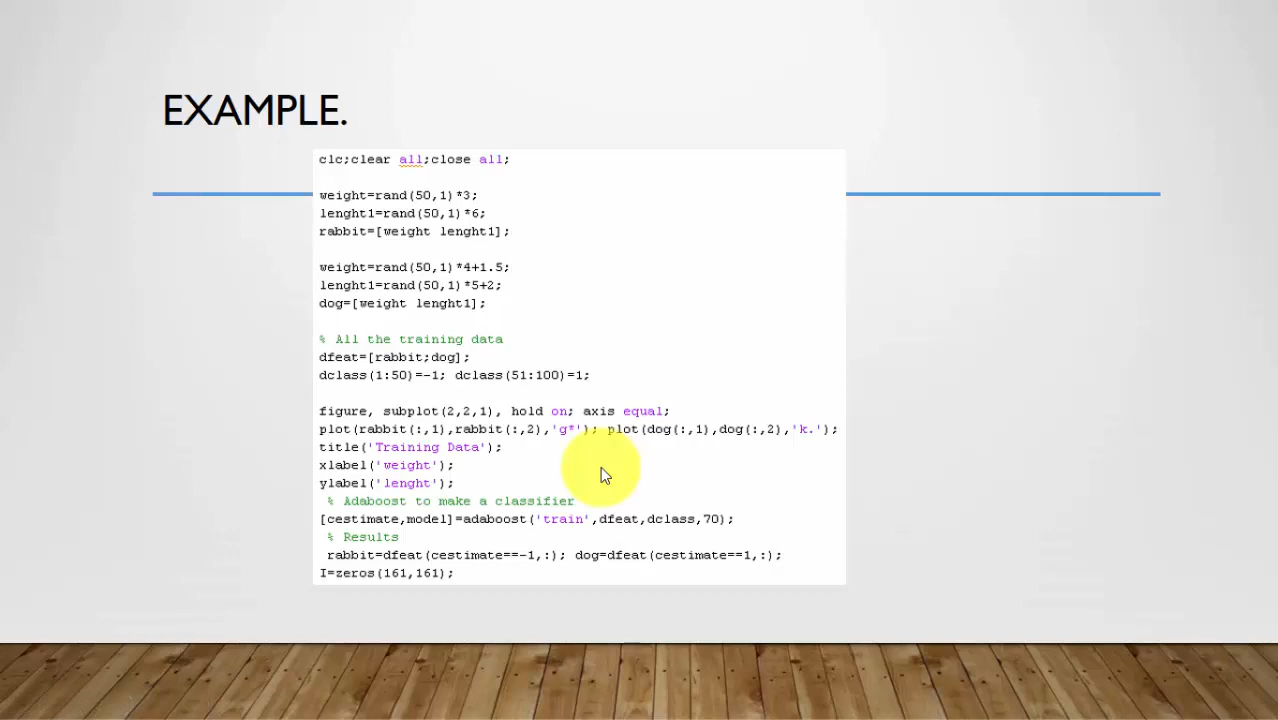 EXAMPLE.
clc;clear all;close all;
weight=rand(50,1)*3;
lenght1=rand(50,1)*6;
rabbit=[weight lenght1];
weight=rand(50,1)*4+1.5;
lenght1=rand(50,1)*5+2;
dog=[weight lenght1];
% All the training data
dfeat=[rabbit;dog];
dclass(1:50)=-1; dclass(51:100)=1;
figure, subplot(2,2,1), hold on; axis equal;
plot(rabbit(:,1),rabbit(:,2),'g*'); plot(dog(:,1),dog(:,2),'k.');
title('Training Data');
xlabel('weight');
ylabel('lenght');
% Adaboost to make a classifier
[cestimate,model]=adaboost('train',dfeat,dclass,70);
% Results
rabbit=dfeat(cestimate==-1,:); dog=dfeat(cestimate==1,:);
I=zeros(161,161);